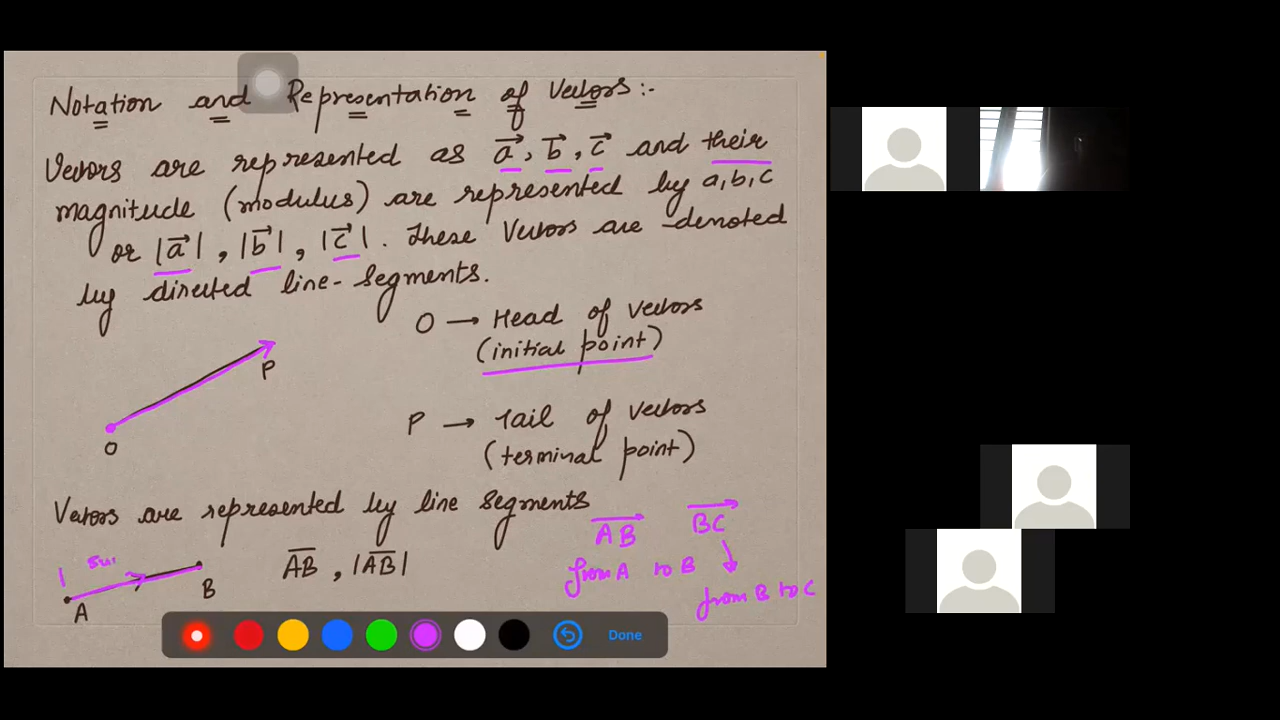 Notation and Representation of Vectors:-
Vectors are represented as a⃗, b⃗, c⃗ and their
magnitude (modulus) are represented by a, b, c
or |a⃗|, |b⃗|, |c⃗|. These Vectors are denoted
by directed line-segments.
O → Head of vectors
(initial point)
P
O
P → Tail of vectors
(terminal point)
Vectors are represented by line segments
A B
A̅B̅, |A̅B̅|
AB⃗ BC⃗
from A to B
from B to C
Done